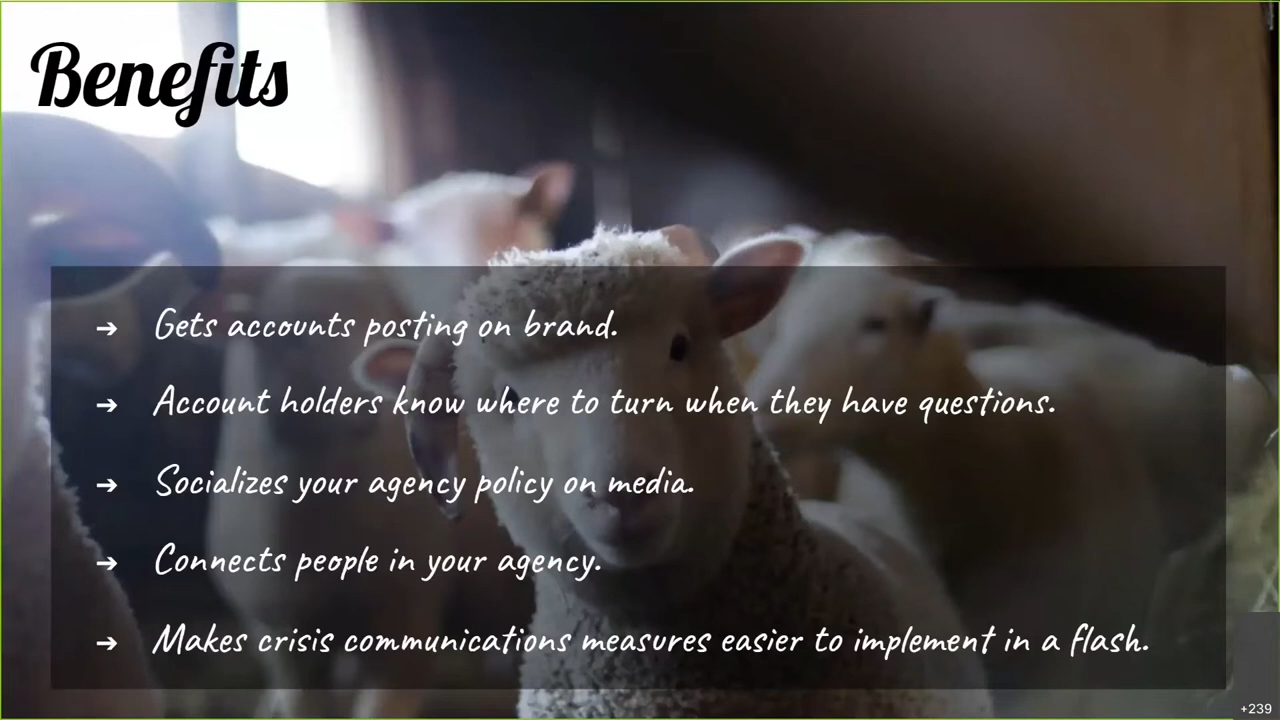 Benefits
➔ Gets accounts posting on brand.
➔ Account holders know where to turn when they have questions.
➔ Socializes your agency policy on media.
➔ Connects people in your agency.
➔ Makes crisis communications measures easier to implement in a flash.
+239